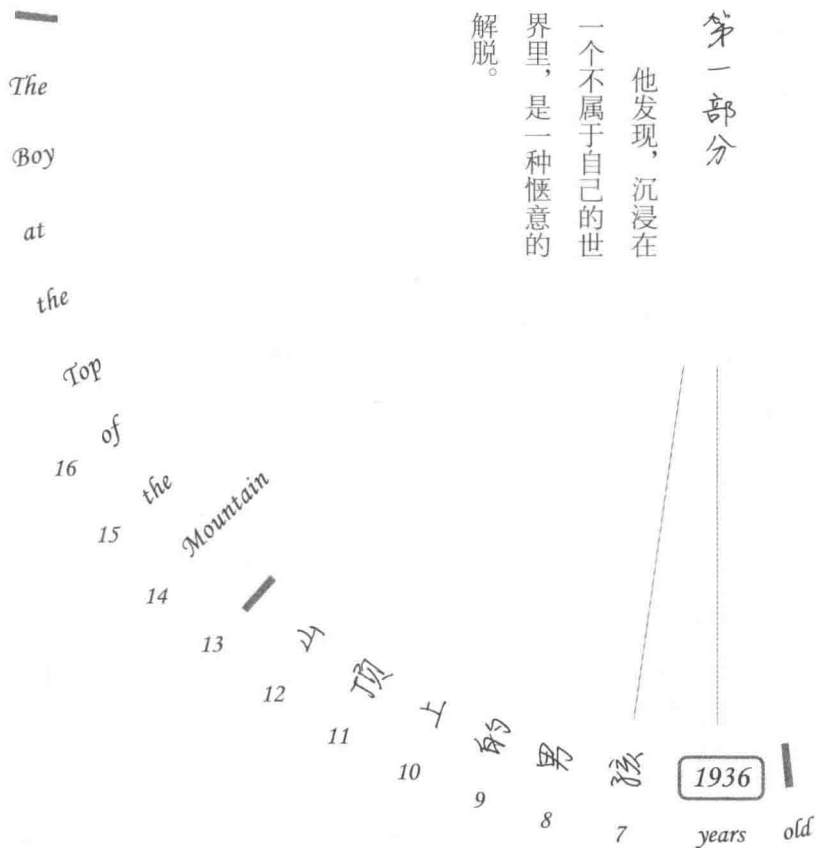 第一部分
他发现，沉浸在
一个不属于自己的世
界里，是一种惬意的
解脱。
The Boy at the Top of the Mountain
山顶上的男孩
1936
16 15 14 13 12 11 10 9 8 7 years old